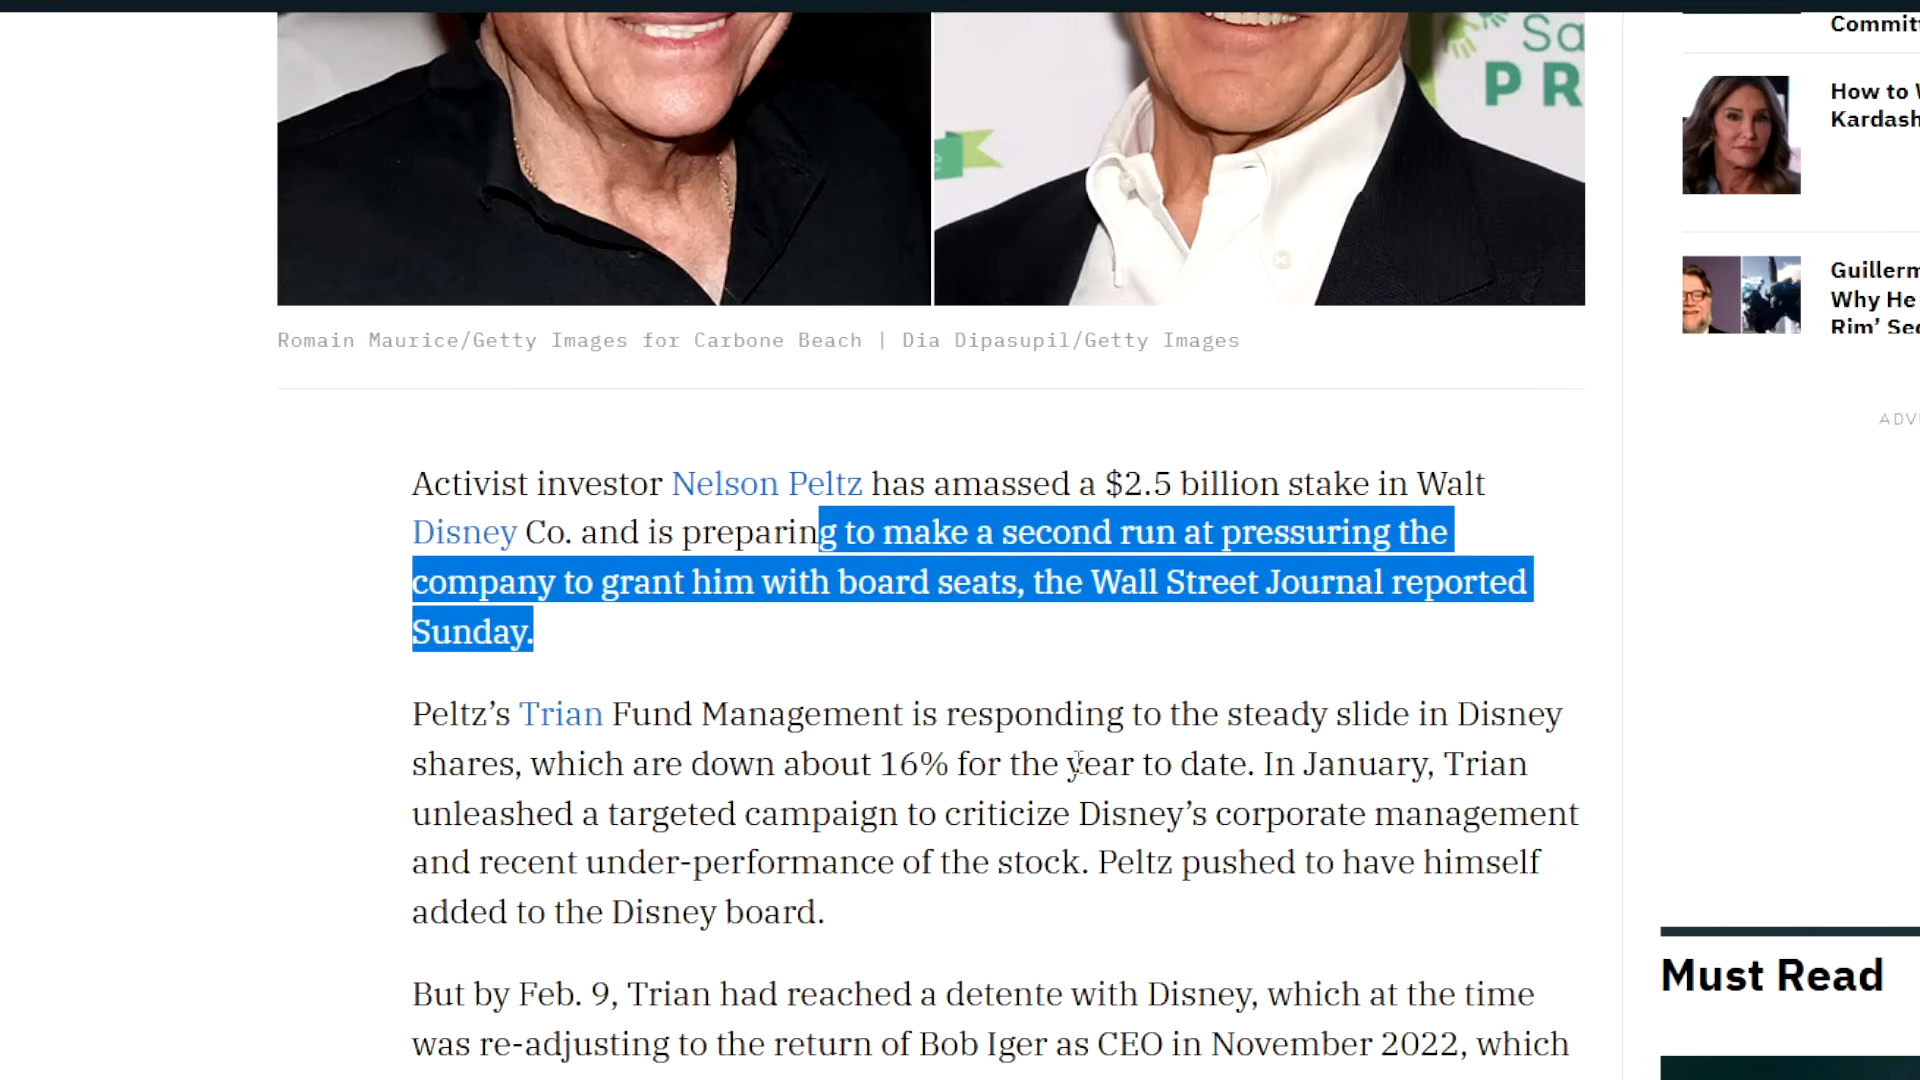 Sa
PR
e
Committ
How to W
Kardash
Guillerm
Why He
Rim’ Sec
Romain Maurice/Getty Images for Carbone Beach | Dia Dipasupil/Getty Images
ADV
Activist investor Nelson Peltz has amassed a $2.5 billion stake in Walt
Disney Co. and is preparing to make a second run at pressuring the
company to grant him with board seats, the Wall Street Journal reported
Sunday.
Peltz’s Trian Fund Management is responding to the steady slide in Disney
shares, which are down about 16% for the year to date. In January, Trian
unleashed a targeted campaign to criticize Disney’s corporate management
and recent under-performance of the stock. Peltz pushed to have himself
added to the Disney board.
Must Read
But by Feb. 9, Trian had reached a detente with Disney, which at the time
was re-adjusting to the return of Bob Iger as CEO in November 2022, which